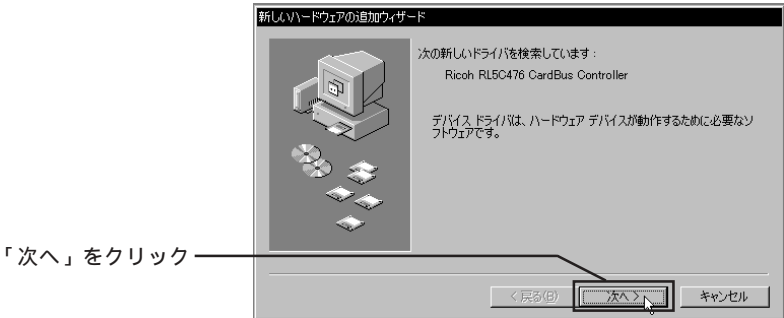 新しいハードウェアの追加ウィザード
次の新しいドライバを検索しています：
Ricoh RL5C476 CardBus Controller
デバイス ドライバは、ハードウェア デバイスが動作するために必要なソ
フトウェアです。
「次へ」をクリック
< 戻る(B)
次へ >
キャンセル